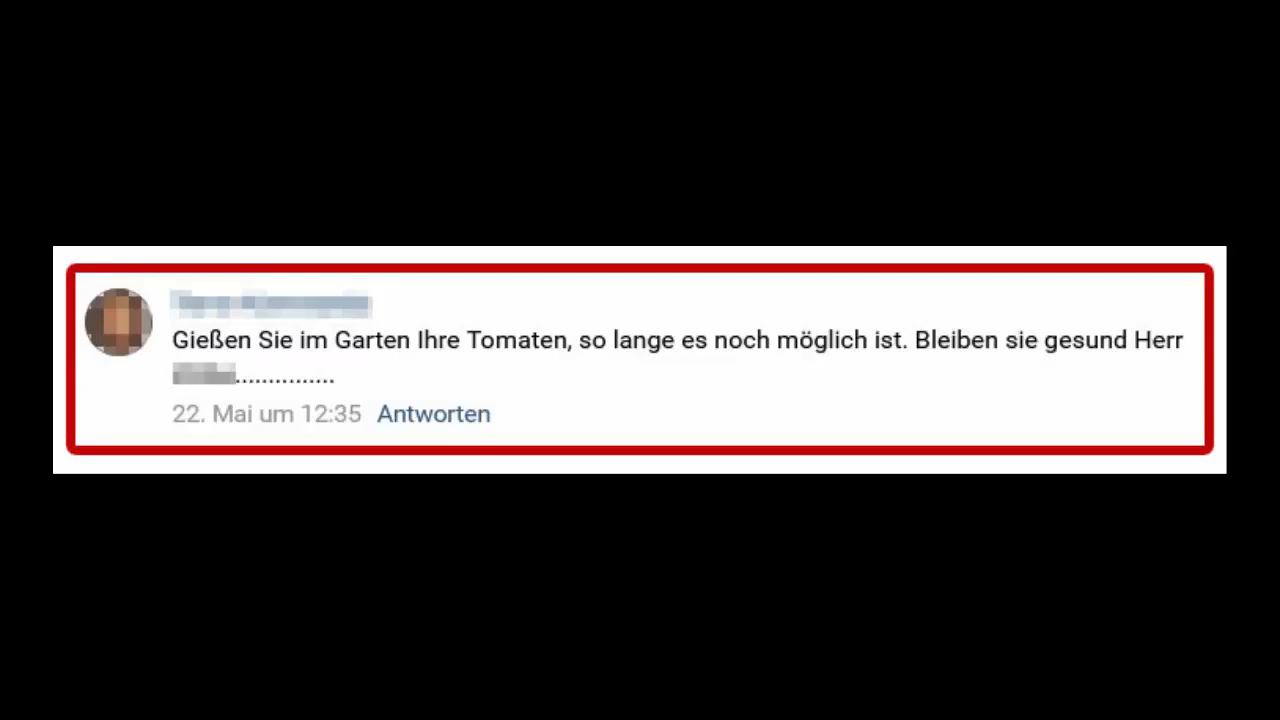 Gießen Sie im Garten Ihre Tomaten, so lange es noch möglich ist. Bleiben sie gesund Herr
...............
22. Mai um 12:35 Antworten